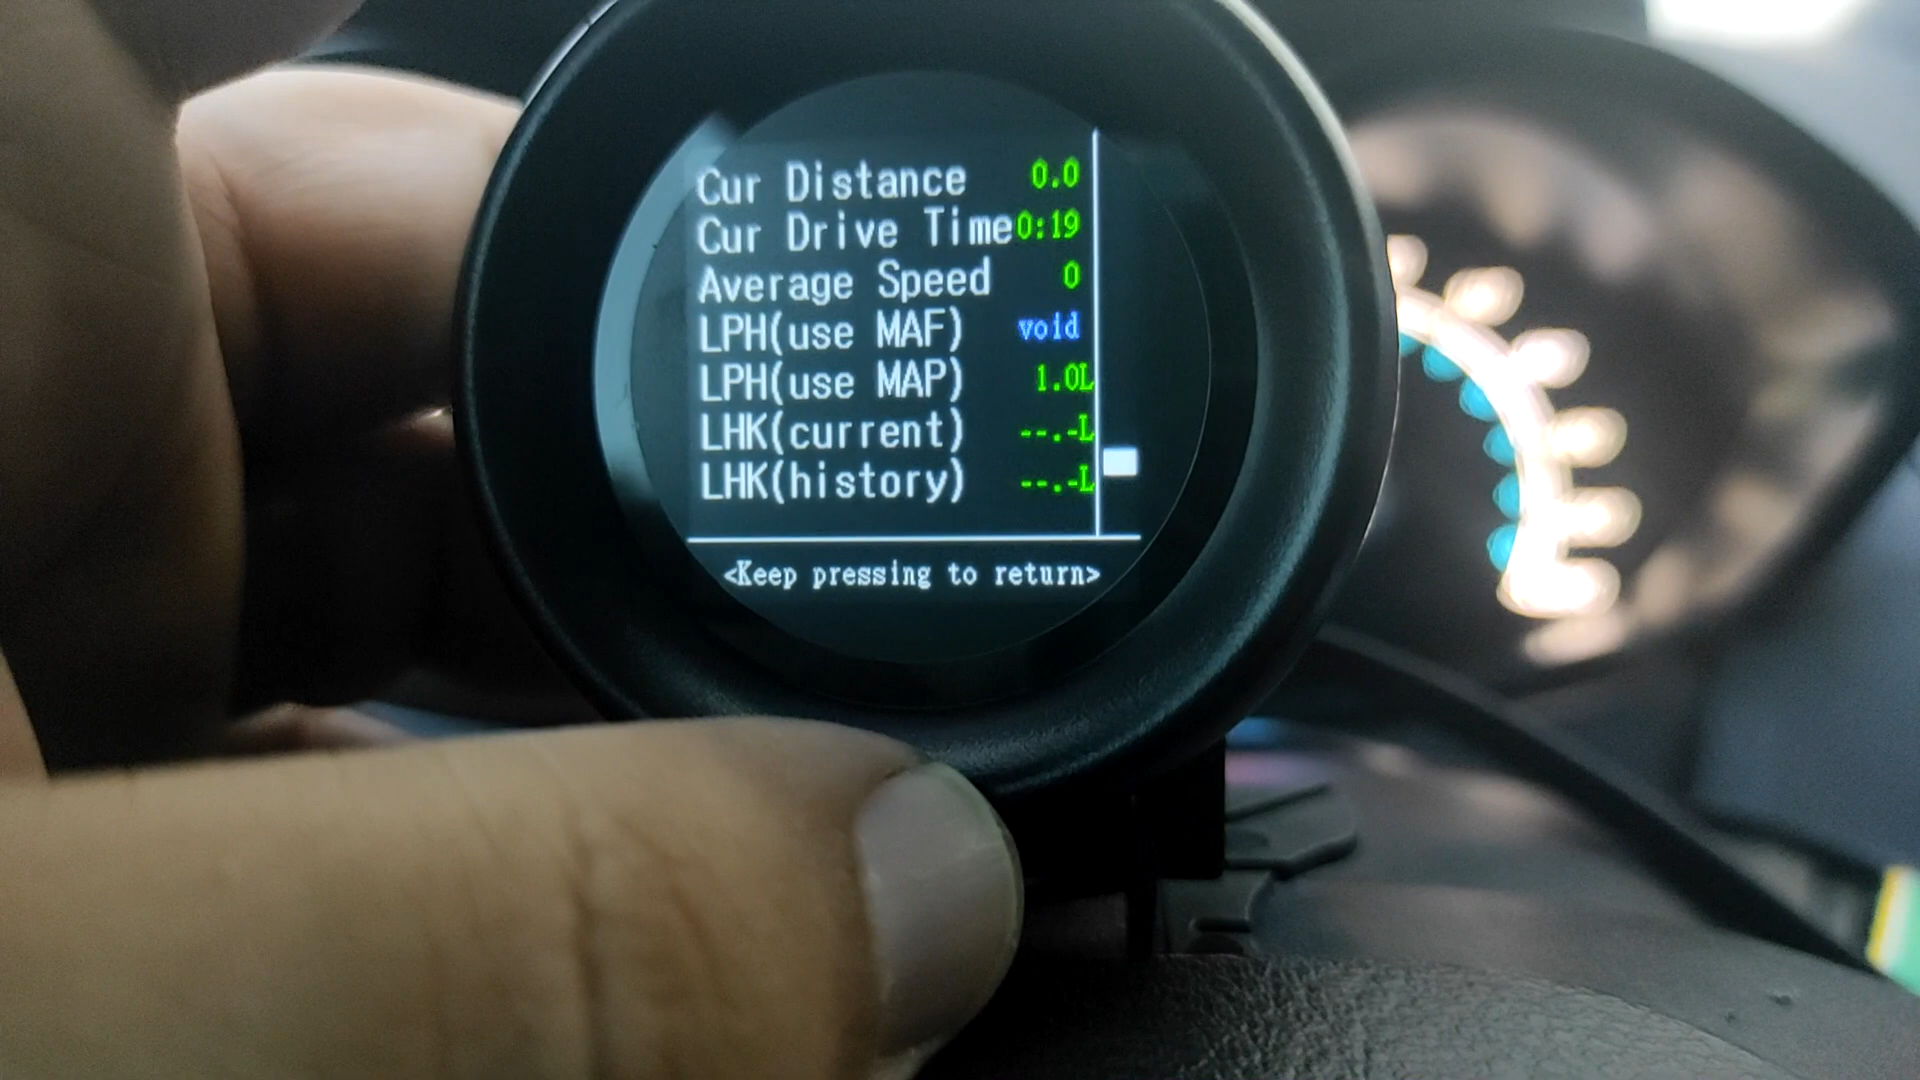 Cur Distance 0.0
Cur Drive Time 0:19
Average Speed 0
LPH(use MAF) void
LPH(use MAP) 1.0L
LHK(current) --.-L
LHK(history) --.-L
<Keep pressing to return>